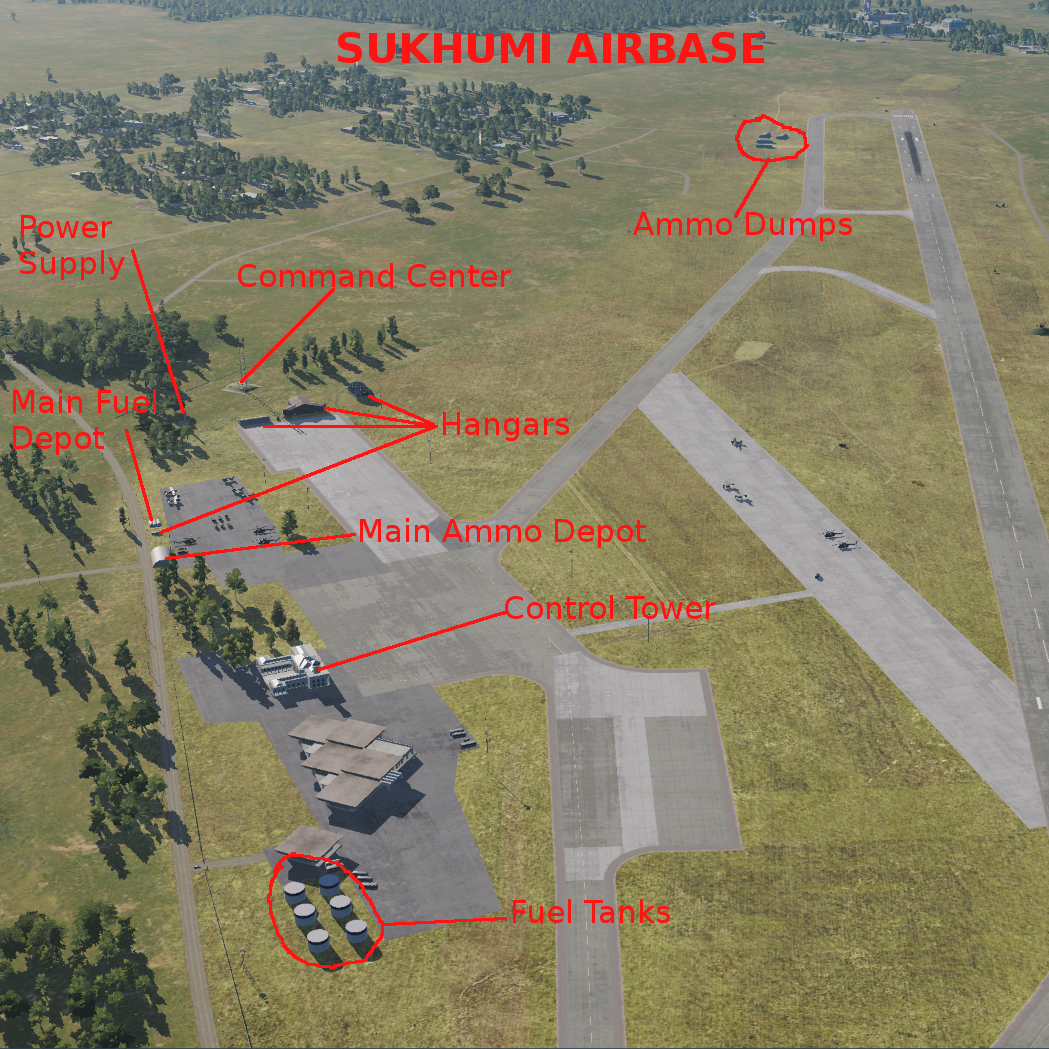 SUKHUMI AIRBASE
Ammo Dumps
Power
Supply
Command Center
Main Fuel
Depot
Hangars
Main Ammo Depot
Control Tower
Fuel Tanks